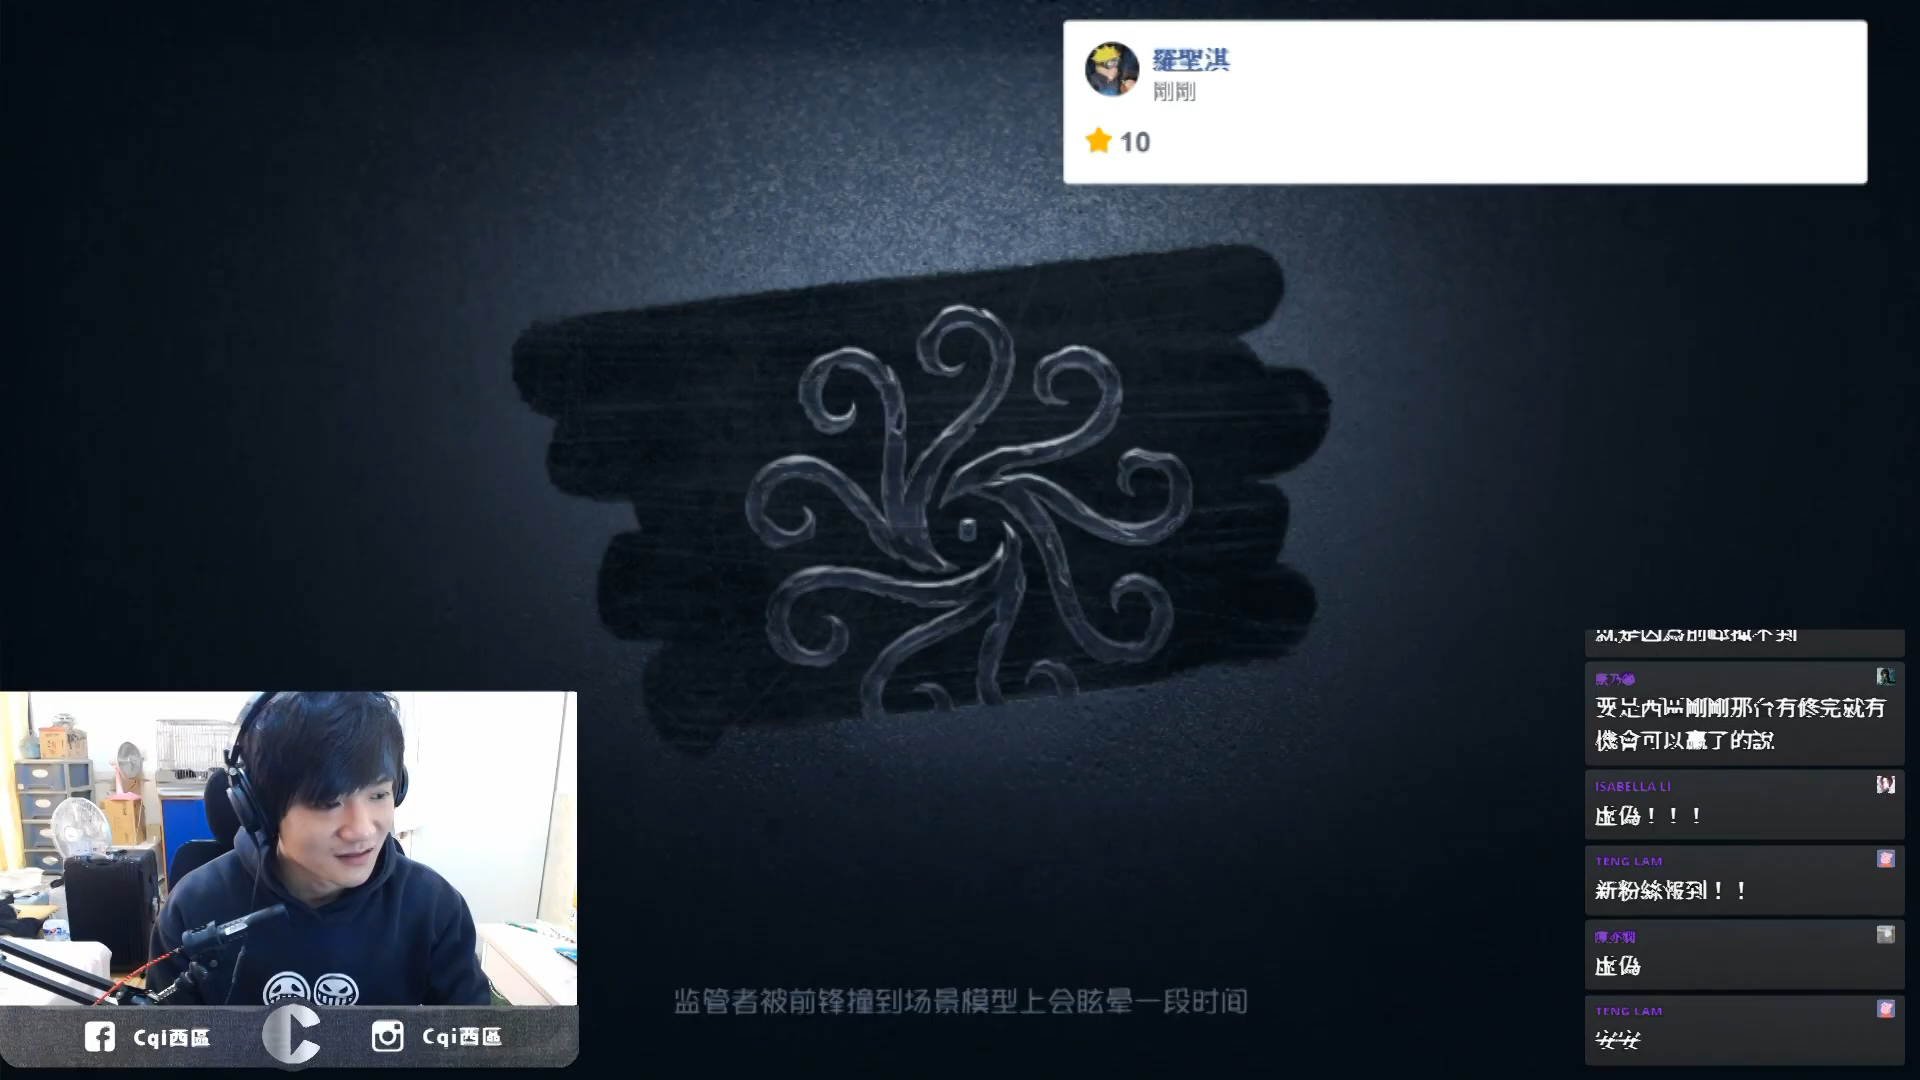 羅聖淇
剛剛
10
康乃
要是西區剛剛那台有修完就有
機會可以贏了的說
ISABELLA LI
虛偽！！！
TENG LAM
新粉絲報到！！
虛偽
TENG LAM
安安
监管者被前锋撞到场景模型上会眩晕一段时间
Cqi西區
Cqi西區